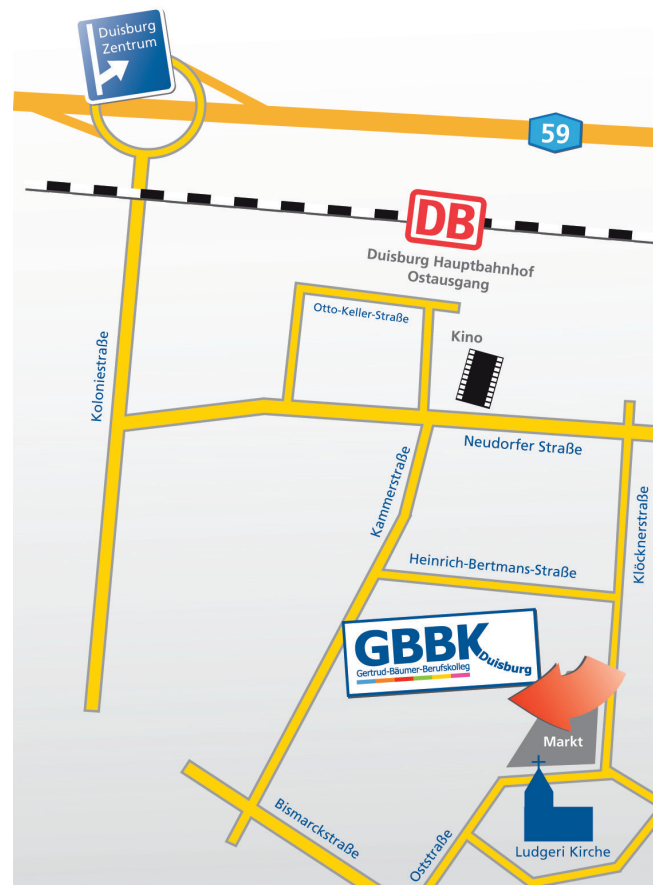 Duisburg
Zentrum
59
DB
Duisburg Hauptbahnhof
Ostausgang
Otto-Keller-Straße
Kino
Koloniestraße
Neudorfer Straße
Kammerstraße
Klöcknerstraße
Heinrich-Bertmans-Straße
GBBK
Duisburg
Gertrud-Bäumer-Berufskolleg
Markt
Bismarckstraße
Oststraße
Ludgeri Kirche